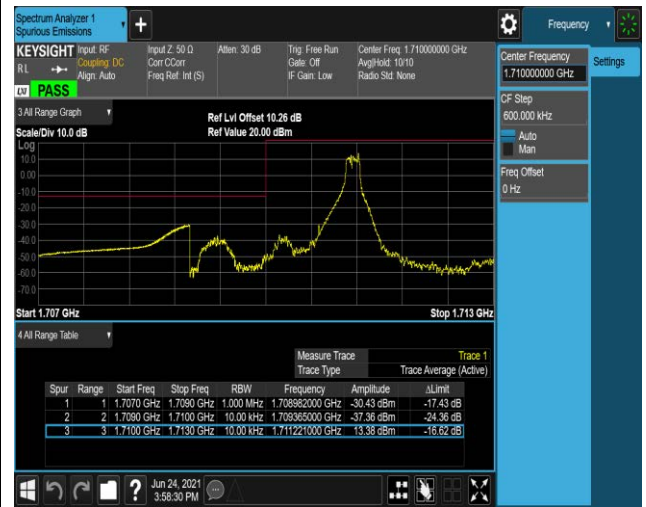 Spectrum Analyzer 1
Spurious Emissions
Frequency
KEYSIGHT
RL
Input: RF
Coupling: DC
Align: Auto
Input Z: 50 Ω
Corr CCorr
Freq Ref: Int (S)
Atten: 30 dB
Trig: Free Run
Gate: Off
IF Gain: Low
Center Freq: 1.710000000 GHz
Avg|Hold: 10/10
Radio Std: None
LXI PASS
Center Frequency
1.710000000 GHz
Settings
CF Step
600.000 kHz
Auto
Man
Freq Offset
0 Hz
3 All Range Graph
Scale/Div 10.0 dB
Ref Lvl Offset 10.26 dB
Ref Value 20.00 dBm
Log
10.0
0.00
-10.0
-20.0
-30.0
-40.0
-50.0
-60.0
-70.0
Start 1.707 GHz
Stop 1.713 GHz
4 All Range Table
Measure Trace Trace 1
Trace Type Trace Average (Active)
Spur Range Start Freq Stop Freq RBW Frequency Amplitude ΔLimit
1 1 1.7070 GHz 1.7090 GHz 1.000 MHz 1.708982000 GHz -30.43 dBm -17.43 dB
2 2 1.7090 GHz 1.7100 GHz 10.00 kHz 1.709365000 GHz -37.36 dBm -24.36 dB
3 3 1.7100 GHz 1.7130 GHz 10.00 kHz 1.711221000 GHz 13.38 dBm -16.62 dB
Jun 24, 2021
3:58:30 PM